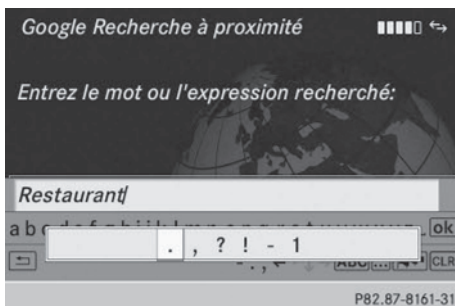 Google Recherche à proximité
Entrez le mot ou l'expression recherché:
Restaurant
a b
ok
. , ? ! - 1
ABC
CLR
P82.87-8161-31